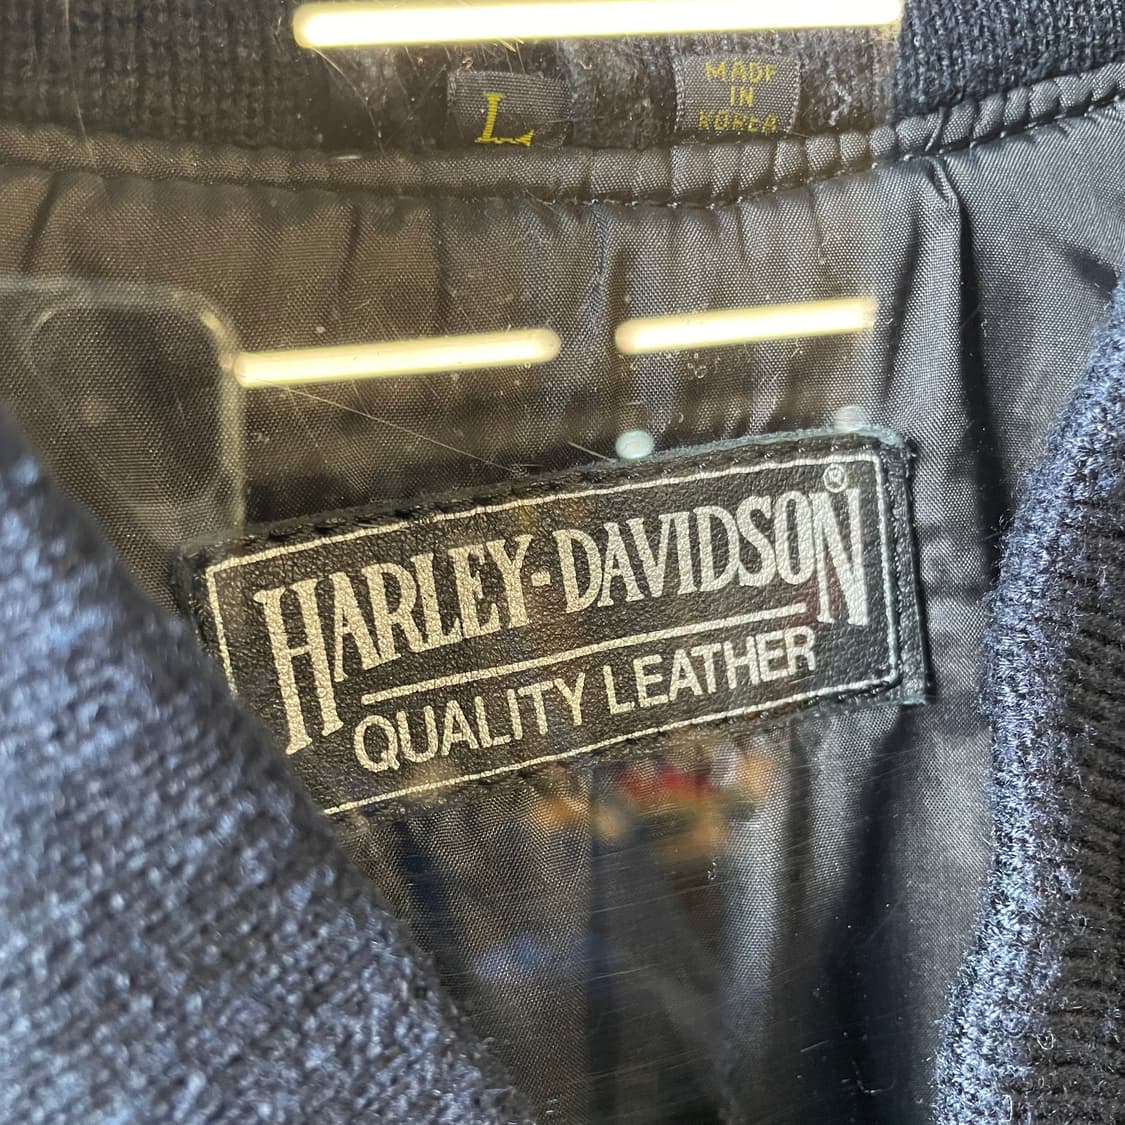 L
MADE
IN
KOREA
HARLEY-DAVIDSON®
QUALITY LEATHER